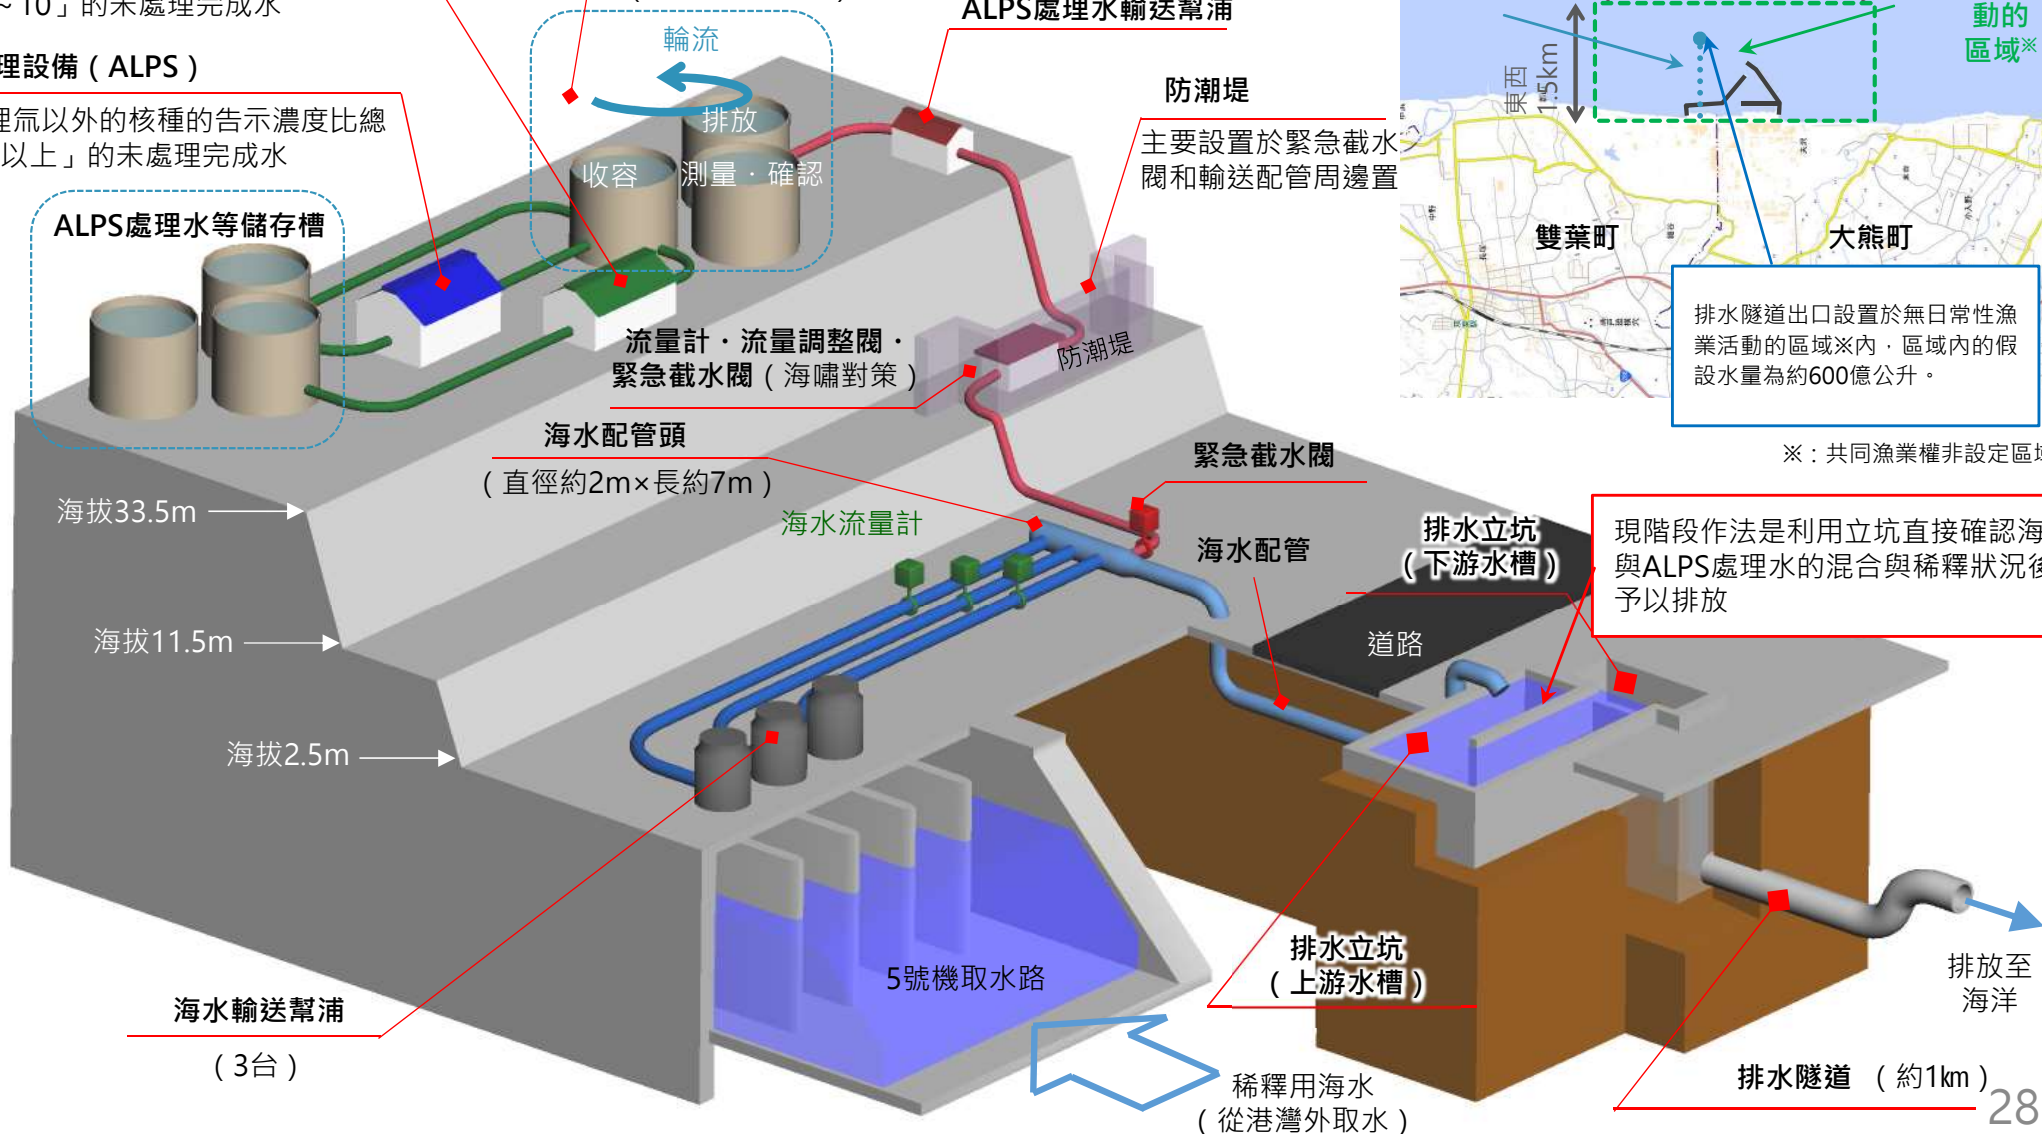 ～10」的未處理完成水
理設備（ALPS）
理氚以外的核種的告示濃度比總
以上」的未處理完成水
ALPS處理水等儲存槽
輪流
排放
收容
測量・確認
ALPS處理水輸送幫浦
防潮堤
主要設置於緊急截水
閥和輸送配管周邊置
防潮堤
流量計・流量調整閥・
緊急截水閥（海嘯對策）
海水配管頭
（直徑約2m×長約7m）
海水流量計
緊急截水閥
海水配管
排水立坑
（下游水槽）
道路
海拔33.5m
海拔11.5m
海拔2.5m
東西
1.5km
動的
區域※
雙葉町
大熊町
排水隧道出口設置於無日常性漁
業活動的區域※內，區域內的假
設水量為約600億公升。
※：共同漁業權非設定區域
現階段作法是利用立坑直接確認海
與ALPS處理水的混合與稀釋狀況後
予以排放
5號機取水路
海水輸送幫浦
（3台）
排水立坑
（上游水槽）
稀釋用海水
（從港灣外取水）
排放至
海洋
排水隧道（約1km）
28